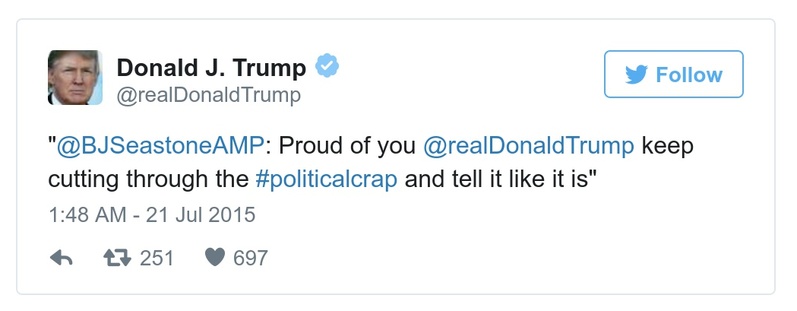 Donald J. Trump
@realDonaldTrump
Follow
"@BJSeastoneAMP: Proud of you @realDonaldTrump keep
cutting through the #politicalcrap and tell it like it is"
1:48 AM - 21 Jul 2015
251 697